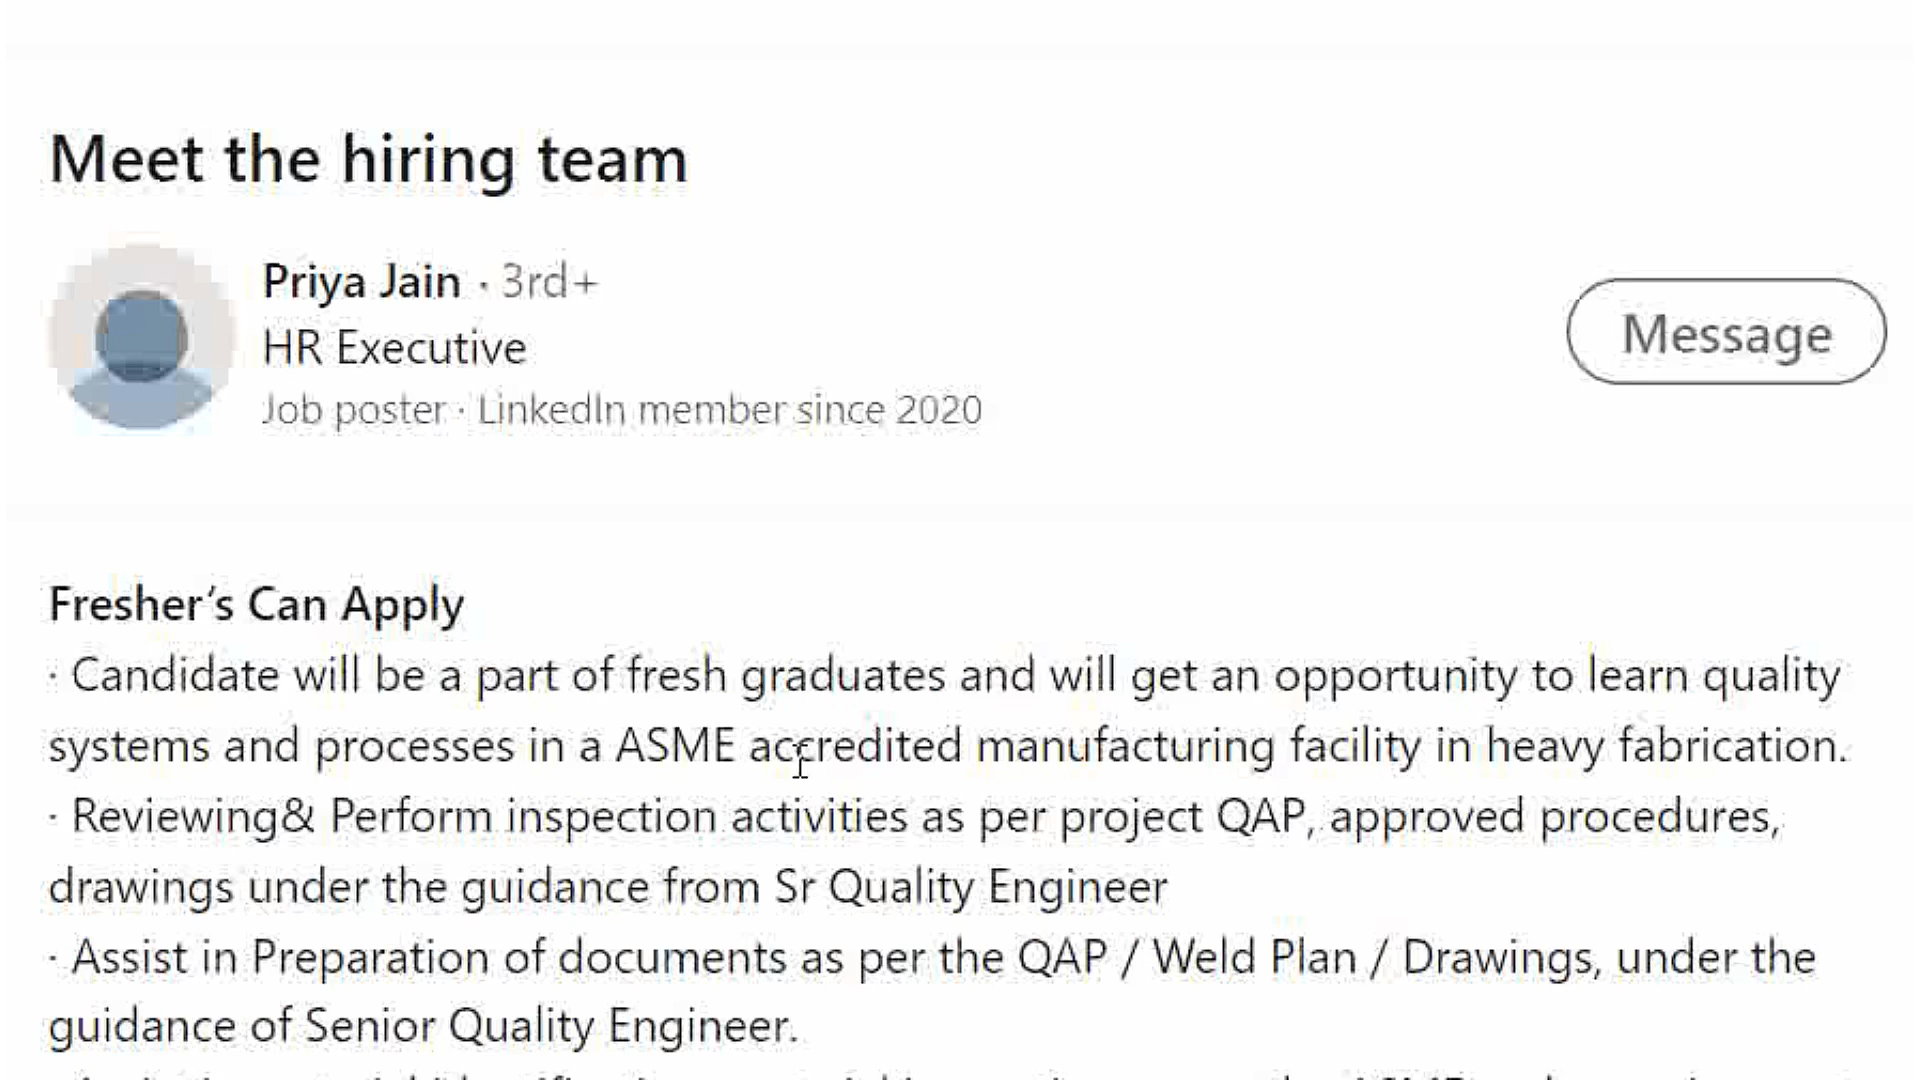 Meet the hiring team
Priya Jain · 3rd+
HR Executive
Message
Job poster · LinkedIn member since 2020
Fresher’s Can Apply
· Candidate will be a part of fresh graduates and will get an opportunity to learn quality
systems and processes in a ASME accredited manufacturing facility in heavy fabrication.
· Reviewing& Perform inspection activities as per project QAP, approved procedures,
drawings under the guidance from Sr Quality Engineer
· Assist in Preparation of documents as per the QAP / Weld Plan / Drawings, under the
guidance of Senior Quality Engineer.